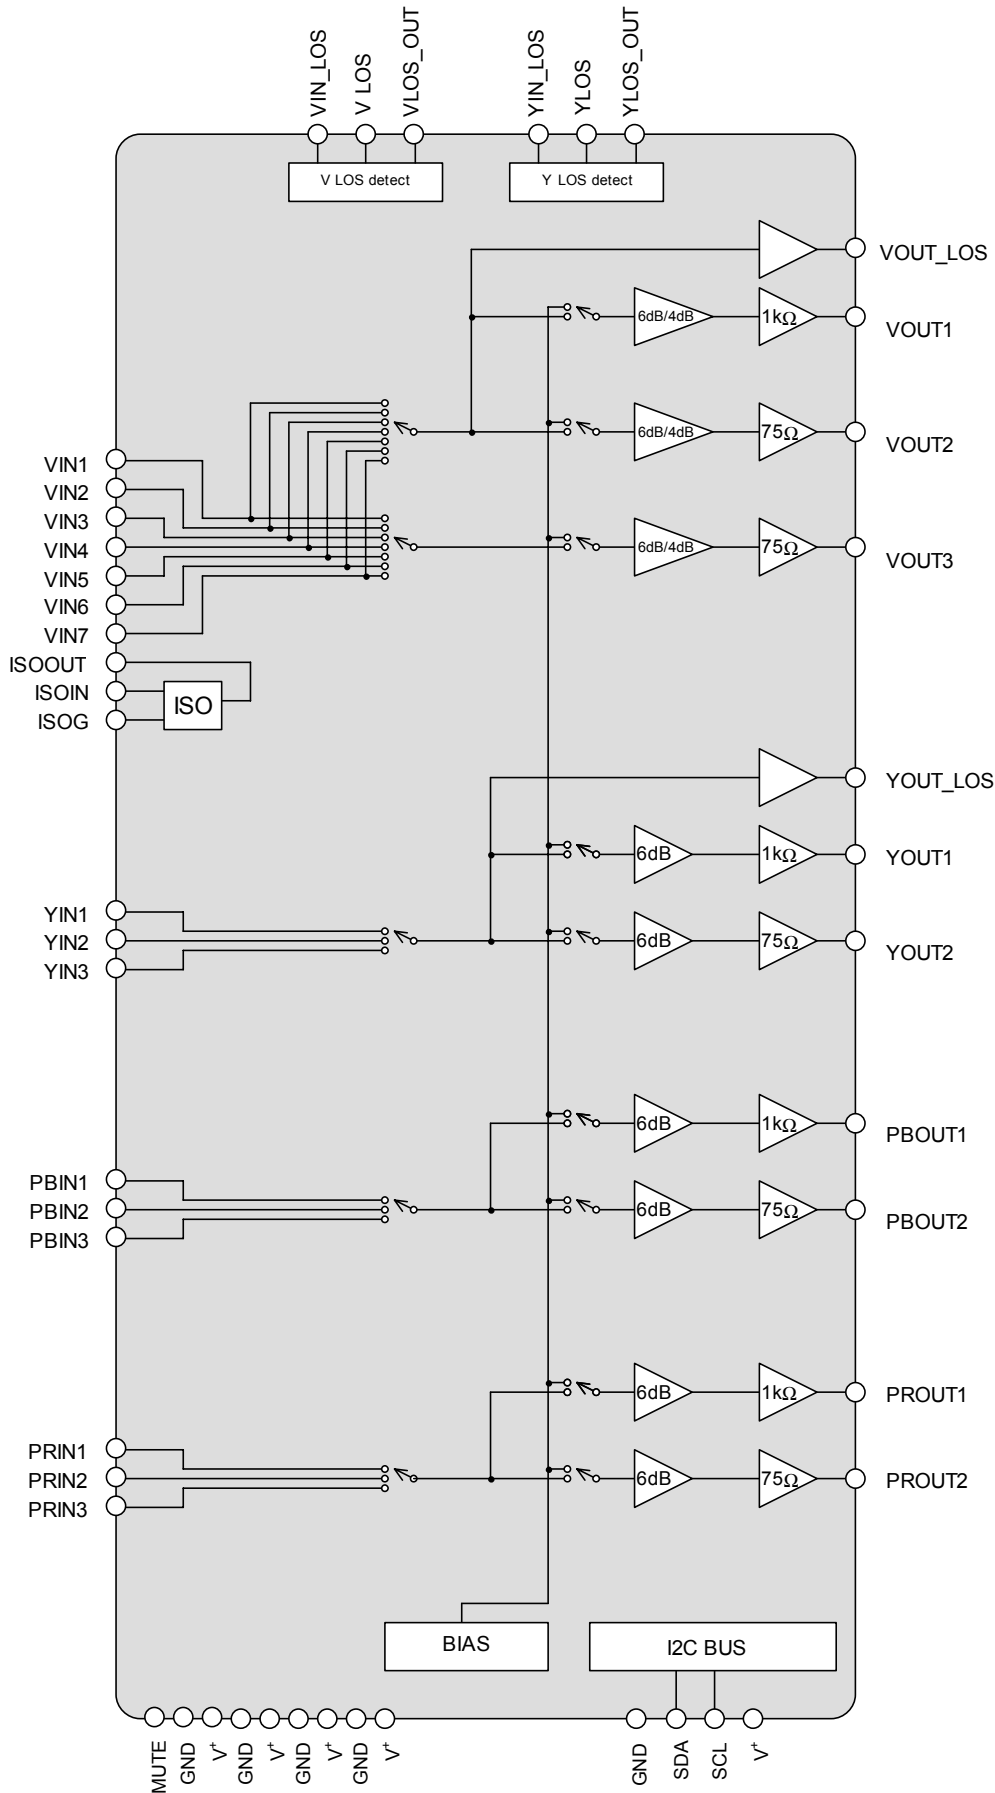 VIN_LOS
V LOS
VLOS_OUT
YIN_LOS
YLOS
YLOS_OUT
V LOS detect
Y LOS detect
VOUT_LOS
6dB/4dB
1kΩ
VOUT1
6dB/4dB
75Ω
VOUT2
VIN1
VIN2
VIN3
VIN4
VIN5
VIN6
VIN7
6dB/4dB
75Ω
VOUT3
ISOOUT
ISOIN
ISOG
ISO
YOUT_LOS
6dB
1kΩ
YOUT1
YIN1
YIN2
YIN3
6dB
75Ω
YOUT2
6dB
1kΩ
PBOUT1
PBIN1
PBIN2
PBIN3
6dB
75Ω
PBOUT2
6dB
1kΩ
PROUT1
PRIN1
PRIN2
PRIN3
6dB
75Ω
PROUT2
BIAS
I2C BUS
MUTE
GND
V+
GND
V+
GND
V+
GND
V+
GND
SDA
SCL
V+